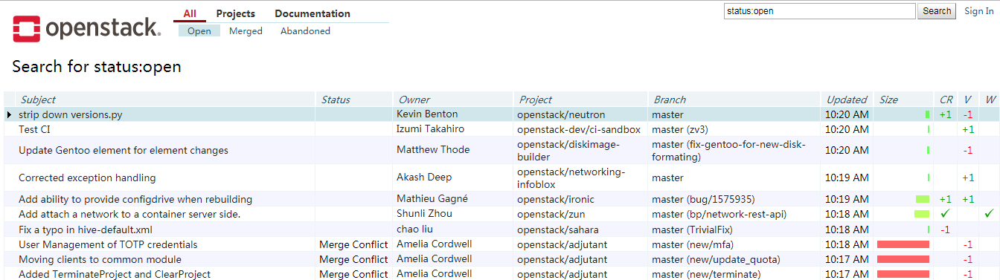 All Projects Documentation
status:open Search Sign In
openstack.
Open Merged Abandoned
Search for status:open
Subject Status Owner Project Branch Updated Size CR V W
strip down versions.py Kevin Benton openstack/neutron master 10:20 AM +1 -1
Test CI Izumi Takahiro openstack-dev/ci-sandbox master (zv3) 10:20 AM +1
Update Gentoo element for element changes Matthew Thode openstack/diskimage-builder master (fix-gentoo-for-new-disk-formating) 10:20 AM -1
Corrected exception handling Akash Deep openstack/networking-infoblox master 10:19 AM +1
Add ability to provide configdrive when rebuilding Mathieu Gagné openstack/ironic master (bug/1575935) 10:19 AM +1 +1
Add attach a network to a container server side. Shunli Zhou openstack/zun master (bp/network-rest-api) 10:18 AM ✓ ✓
Fix a typo in hive-default.xml chao liu openstack/sahara master (TrivialFix) 10:18 AM -1
User Management of TOTP credentials Merge Conflict Amelia Cordwell openstack/adjutant master (new/mfa) 10:18 AM -1
Moving clients to common module Merge Conflict Amelia Cordwell openstack/adjutant master (new/update_quota) 10:17 AM -1
Added TerminateProject and ClearProject Merge Conflict Amelia Cordwell openstack/adjutant master (new/terminate) 10:17 AM -1